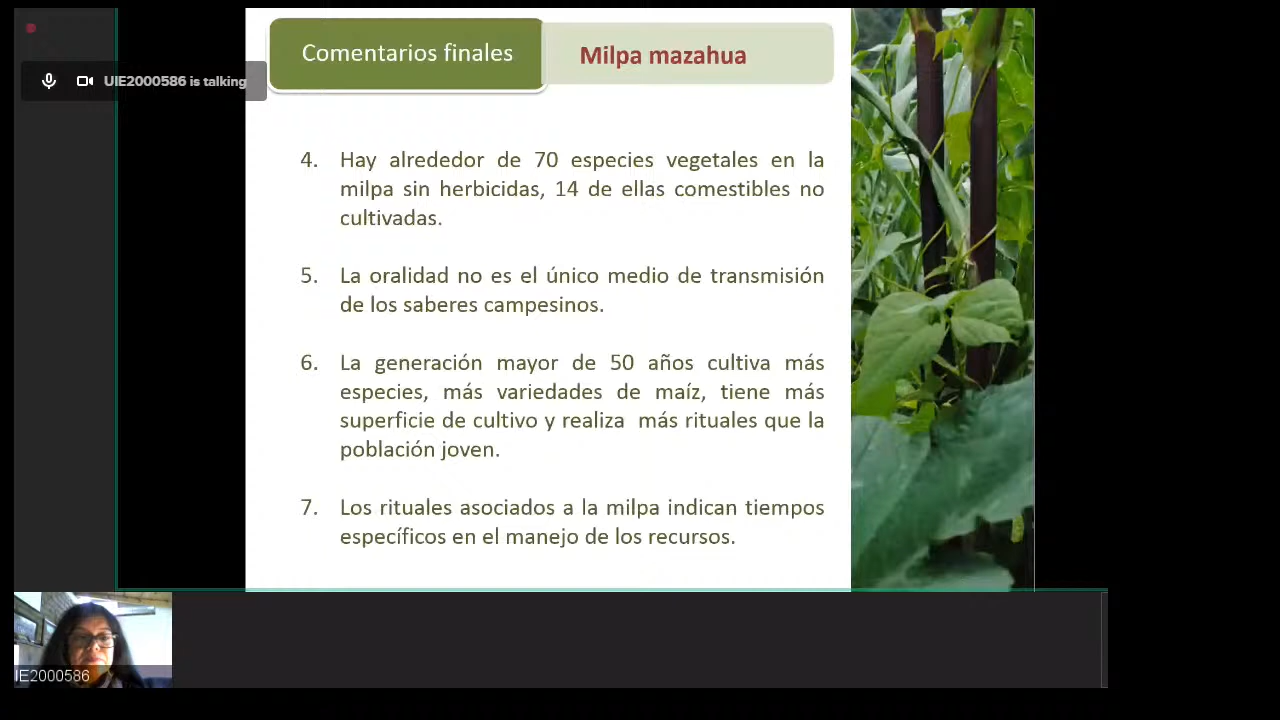 Comentarios finales
Milpa mazahua
UIE2000586 is talking
4. Hay alrededor de 70 especies vegetales en la
milpa sin herbicidas, 14 de ellas comestibles no
cultivadas.
5. La oralidad no es el único medio de transmisión
de los saberes campesinos.
6. La generación mayor de 50 años cultiva más
especies, más variedades de maíz, tiene más
superficie de cultivo y realiza más rituales que la
población joven.
7. Los rituales asociados a la milpa indican tiempos
específicos en el manejo de los recursos.
IE2000586